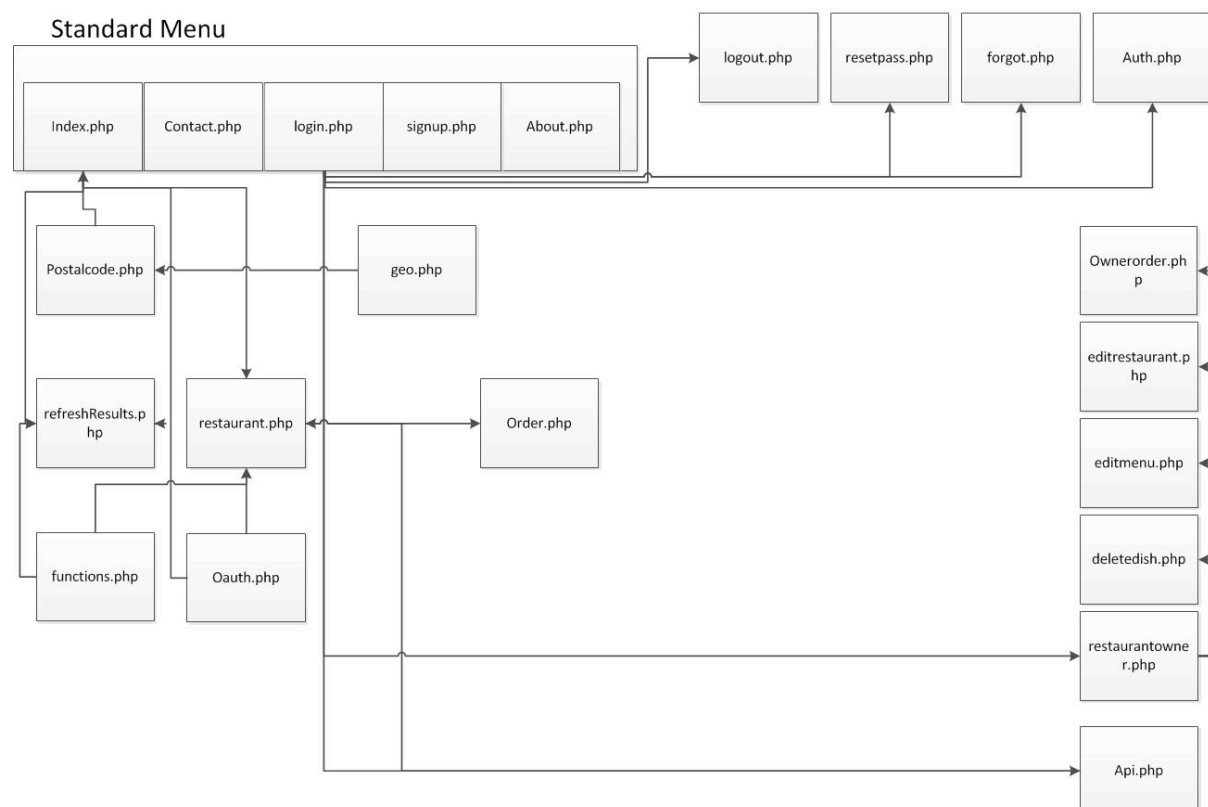 Standard Menu
logout.php
resetpass.php
forgot.php
Auth.php
Index.php
Contact.php
login.php
signup.php
About.php
Postalcode.php
geo.php
Ownerorder.ph
p
editrestaurant.p
hp
refreshResults.p
hp
restaurant.php
Order.php
editmenu.php
functions.php
Oauth.php
deletedish.php
restaurantowne
r.php
Api.php